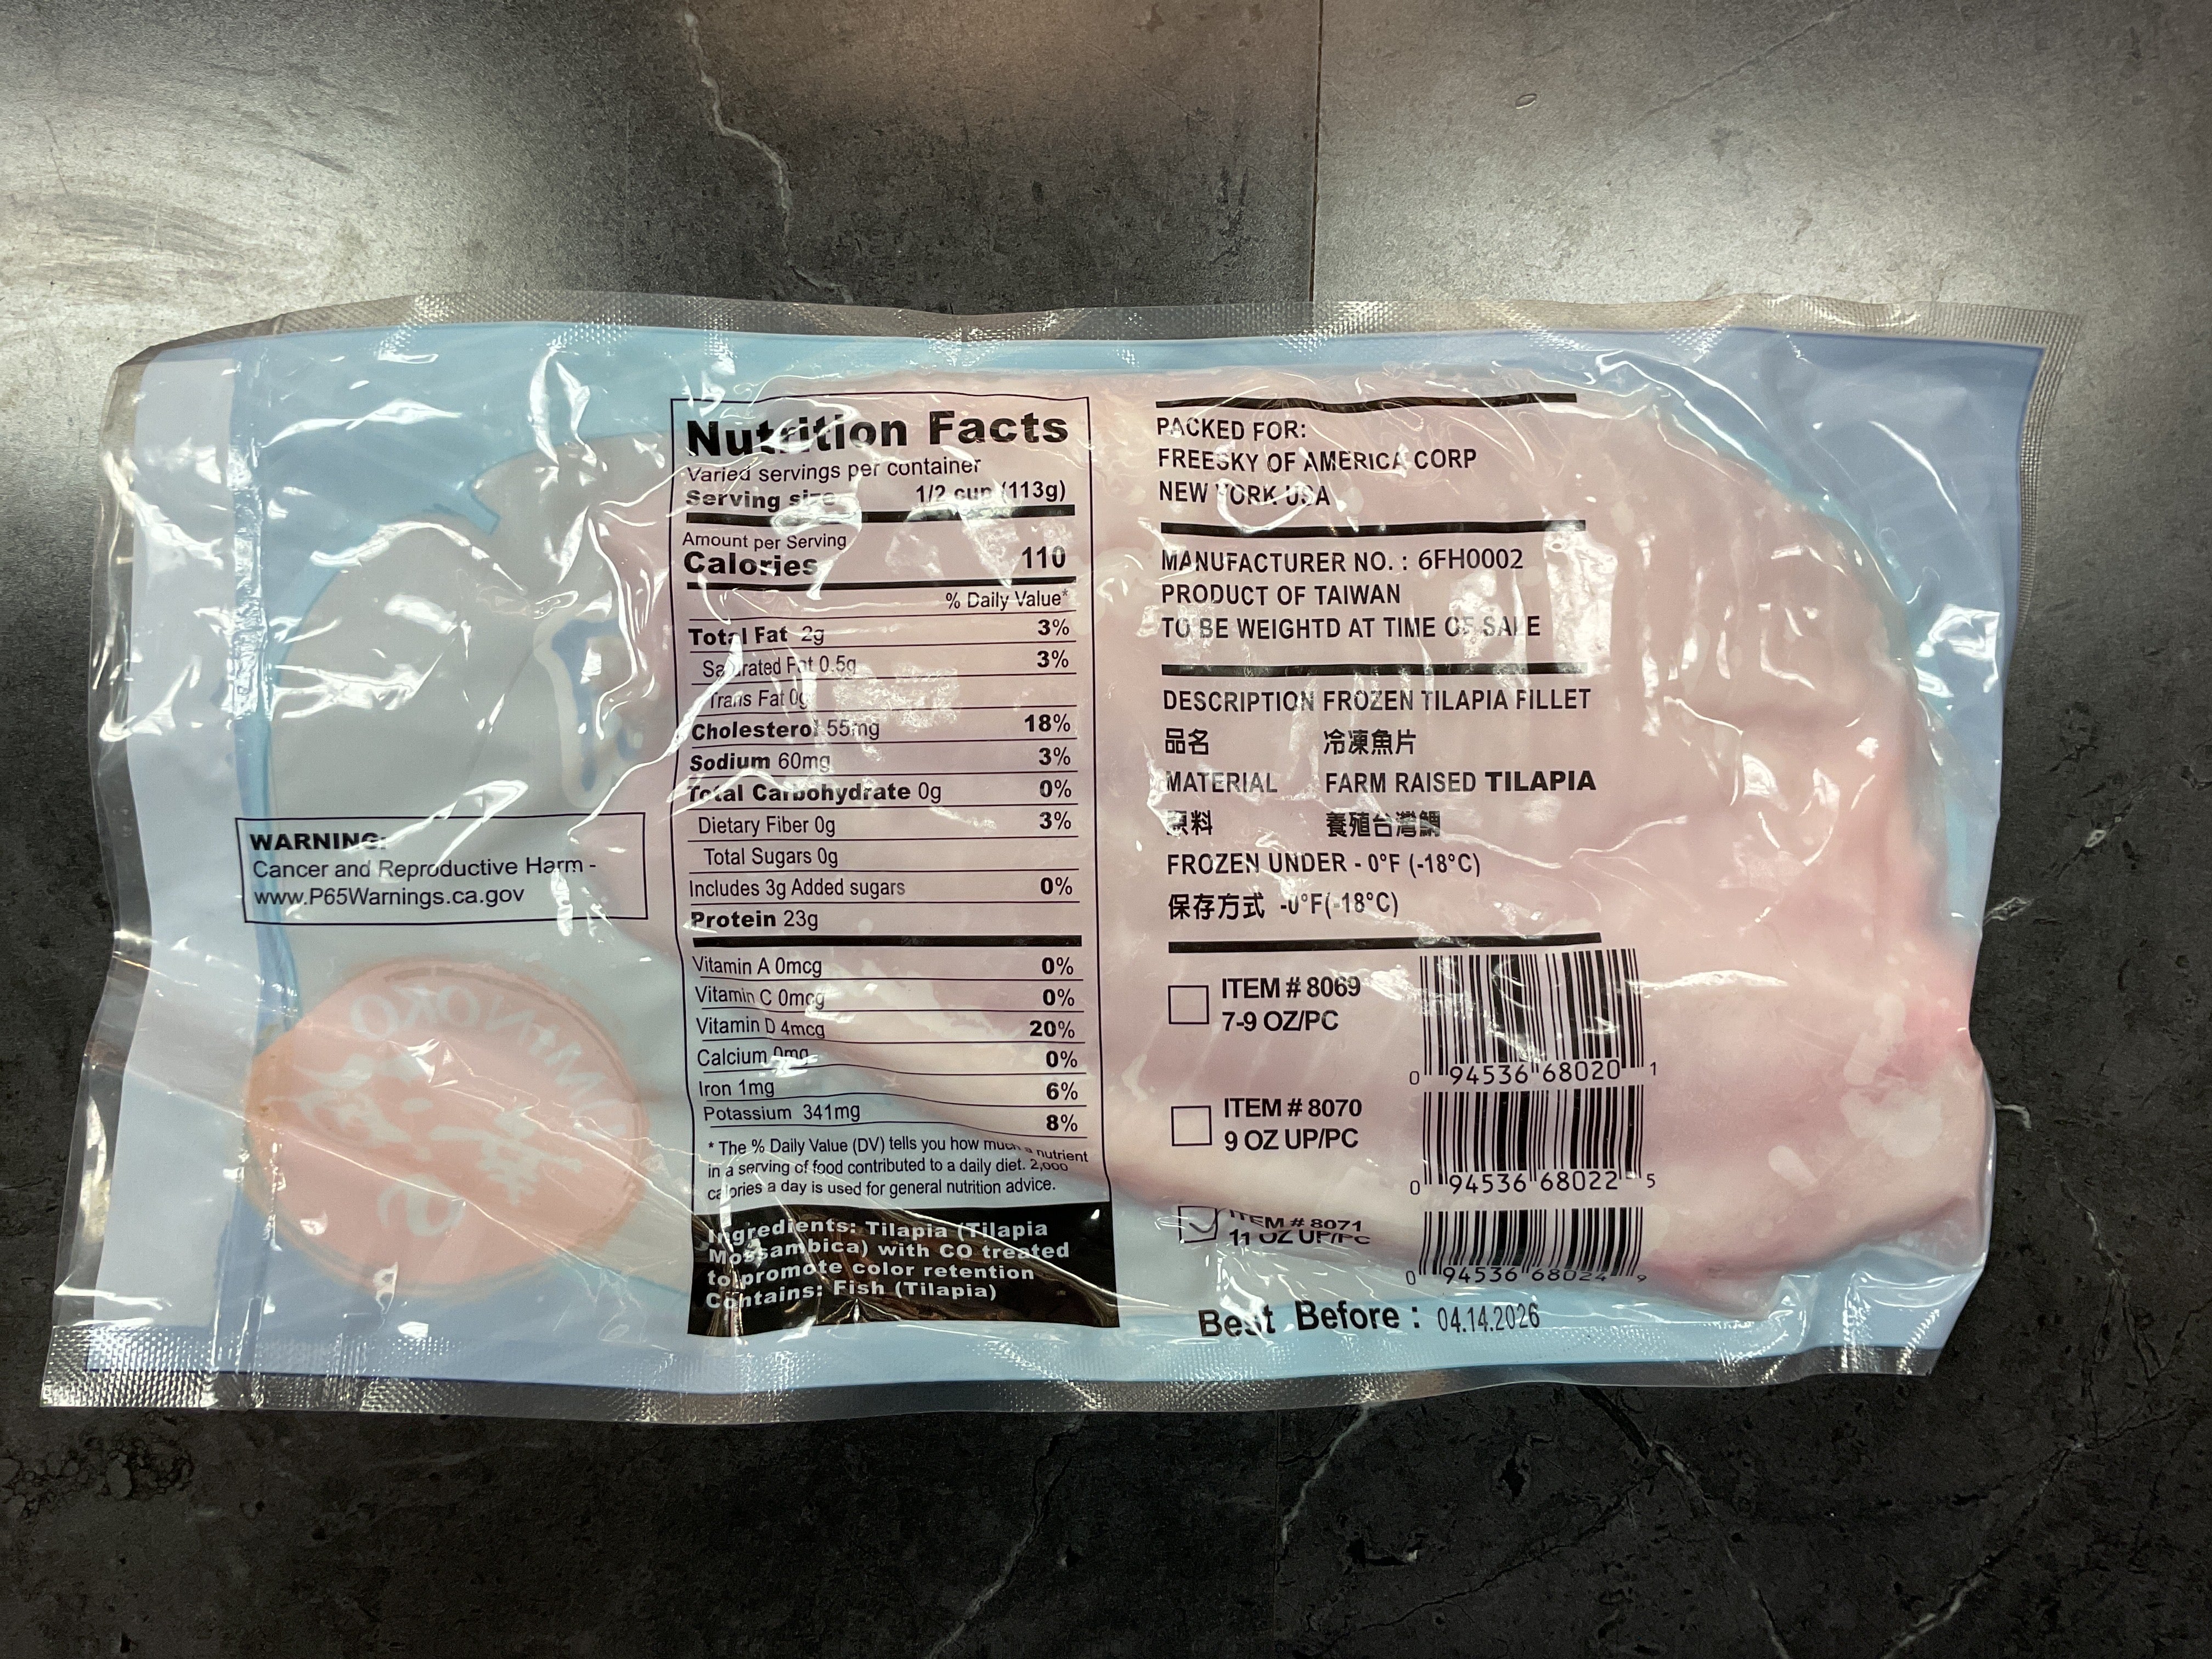 WARNING:
Cancer and Reproductive Harm -
www.P65Warnings.ca.gov
Nutrition Facts
Varied servings per container
Serving size 1/2 cup (113g)
Amount per Serving
Calories 110
% Daily Value*
Total Fat 2g 3%
Saturated Fat 0.5g 3%
Trans Fat 0g
Cholesterol 55mg 18%
Sodium 60mg 3%
Total Carbohydrate 0g 0%
Dietary Fiber 0g 3%
Total Sugars 0g
Includes 3g Added sugars 0%
Protein 23g
Vitamin A 0mcg 0%
Vitamin C 0mcg 0%
Vitamin D 4mcg 20%
Calcium 0mg 0%
Iron 1mg 6%
Potassium 341mg 8%
* The % Daily Value (DV) tells you how much a nutrient
in a serving of food contributed to a daily diet. 2,000
calories a day is used for general nutrition advice.
Ingredients: Tilapia (Tilapia
Mossambica) with CO treated
to promote color retention
Contains: Fish (Tilapia)
PACKED FOR:
FREESKY OF AMERICA CORP
NEW YORK USA
MANUFACTURER NO. : 6FH0002
PRODUCT OF TAIWAN
TO BE WEIGHTD AT TIME OF SALE
DESCRIPTION FROZEN TILAPIA FILLET
品名 冷凍魚片
MATERIAL FARM RAISED TILAPIA
原料 養殖台灣鯛
FROZEN UNDER - 0°F (-18°C)
保存方式 -0°F(-18°C)
ITEM # 8069
7-9 OZ/PC
0 94536 68020 1
ITEM # 8070
9 OZ UP/PC
0 94536 68022 5
ITEM # 8071
11 OZ UP/PC
0 94536 68024 9
Best Before : 04.14.2026